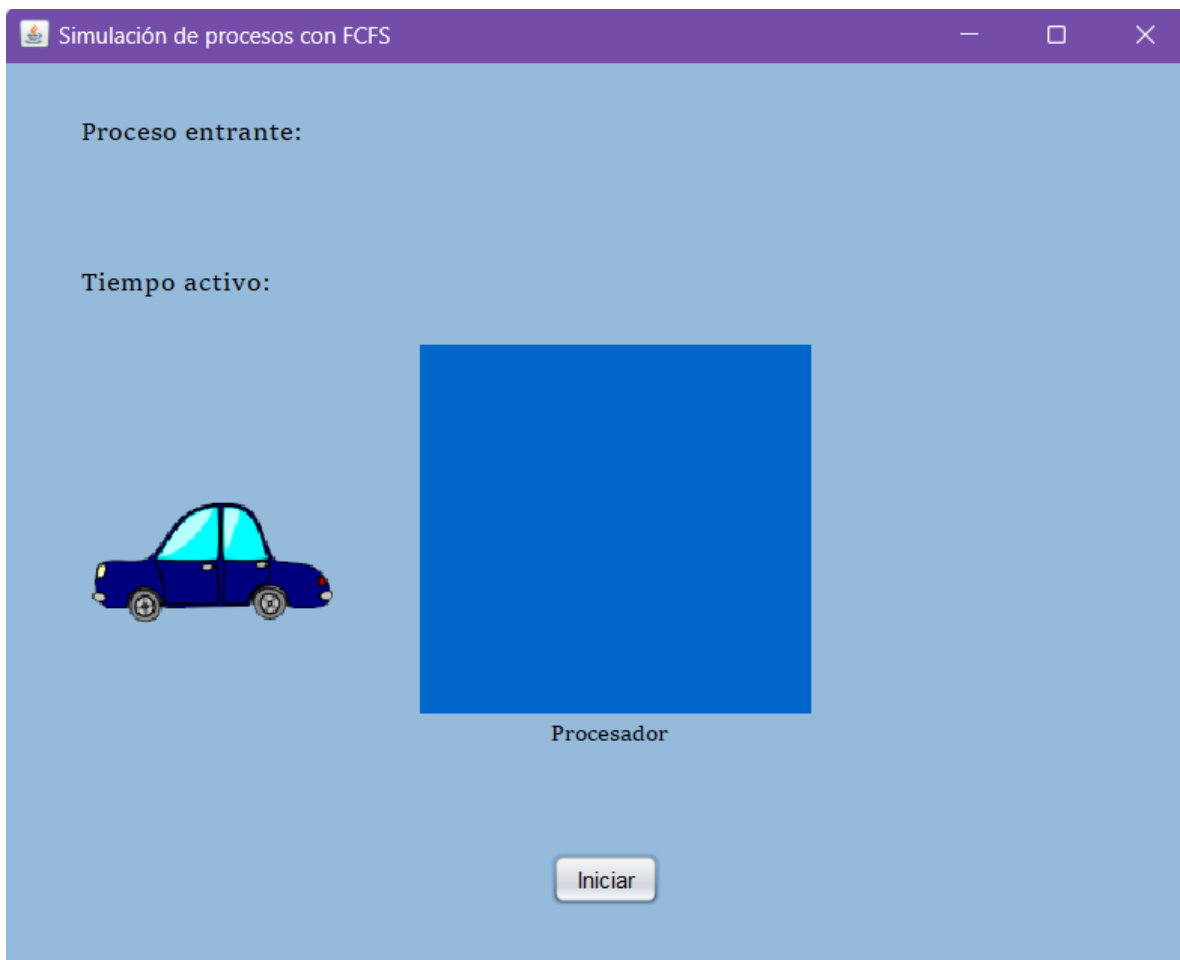 Simulación de procesos con FCFS
Proceso entrante:
Tiempo activo:
Procesador
Iniciar